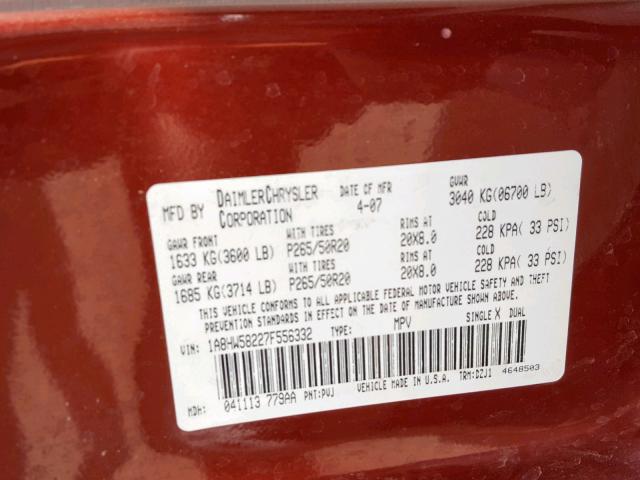 MFD BY DAIMLERCHRYSLER CORPORATION DATE OF MFR 4-07 GVWR 3040 KG(06700 LB)
GAWR FRONT WITH TIRES RIMS AT COLD
1633 KG(3600 LB) P265/50R20 20X8.0 228 KPA( 33 PSI)
GAWR REAR WITH TIRES RIMS AT COLD
1685 KG(3714 LB) P265/50R20 20X8.0 228 KPA( 33 PSI)
THIS VEHICLE CONFORMS TO ALL APPLICABLE FEDERAL MOTOR VEHICLE SAFETY AND THEFT
PREVENTION STANDARDS IN EFFECT ON THE DATE OF MANUFACTURE SHOWN ABOVE.
VIN: 1A8HW58227F556332 TYPE: MPV SINGLE X DUAL
MDH: 041113 779AA PNT:PVJ VEHICLE MADE IN U.S.A. TRM:DZJ1 4648503